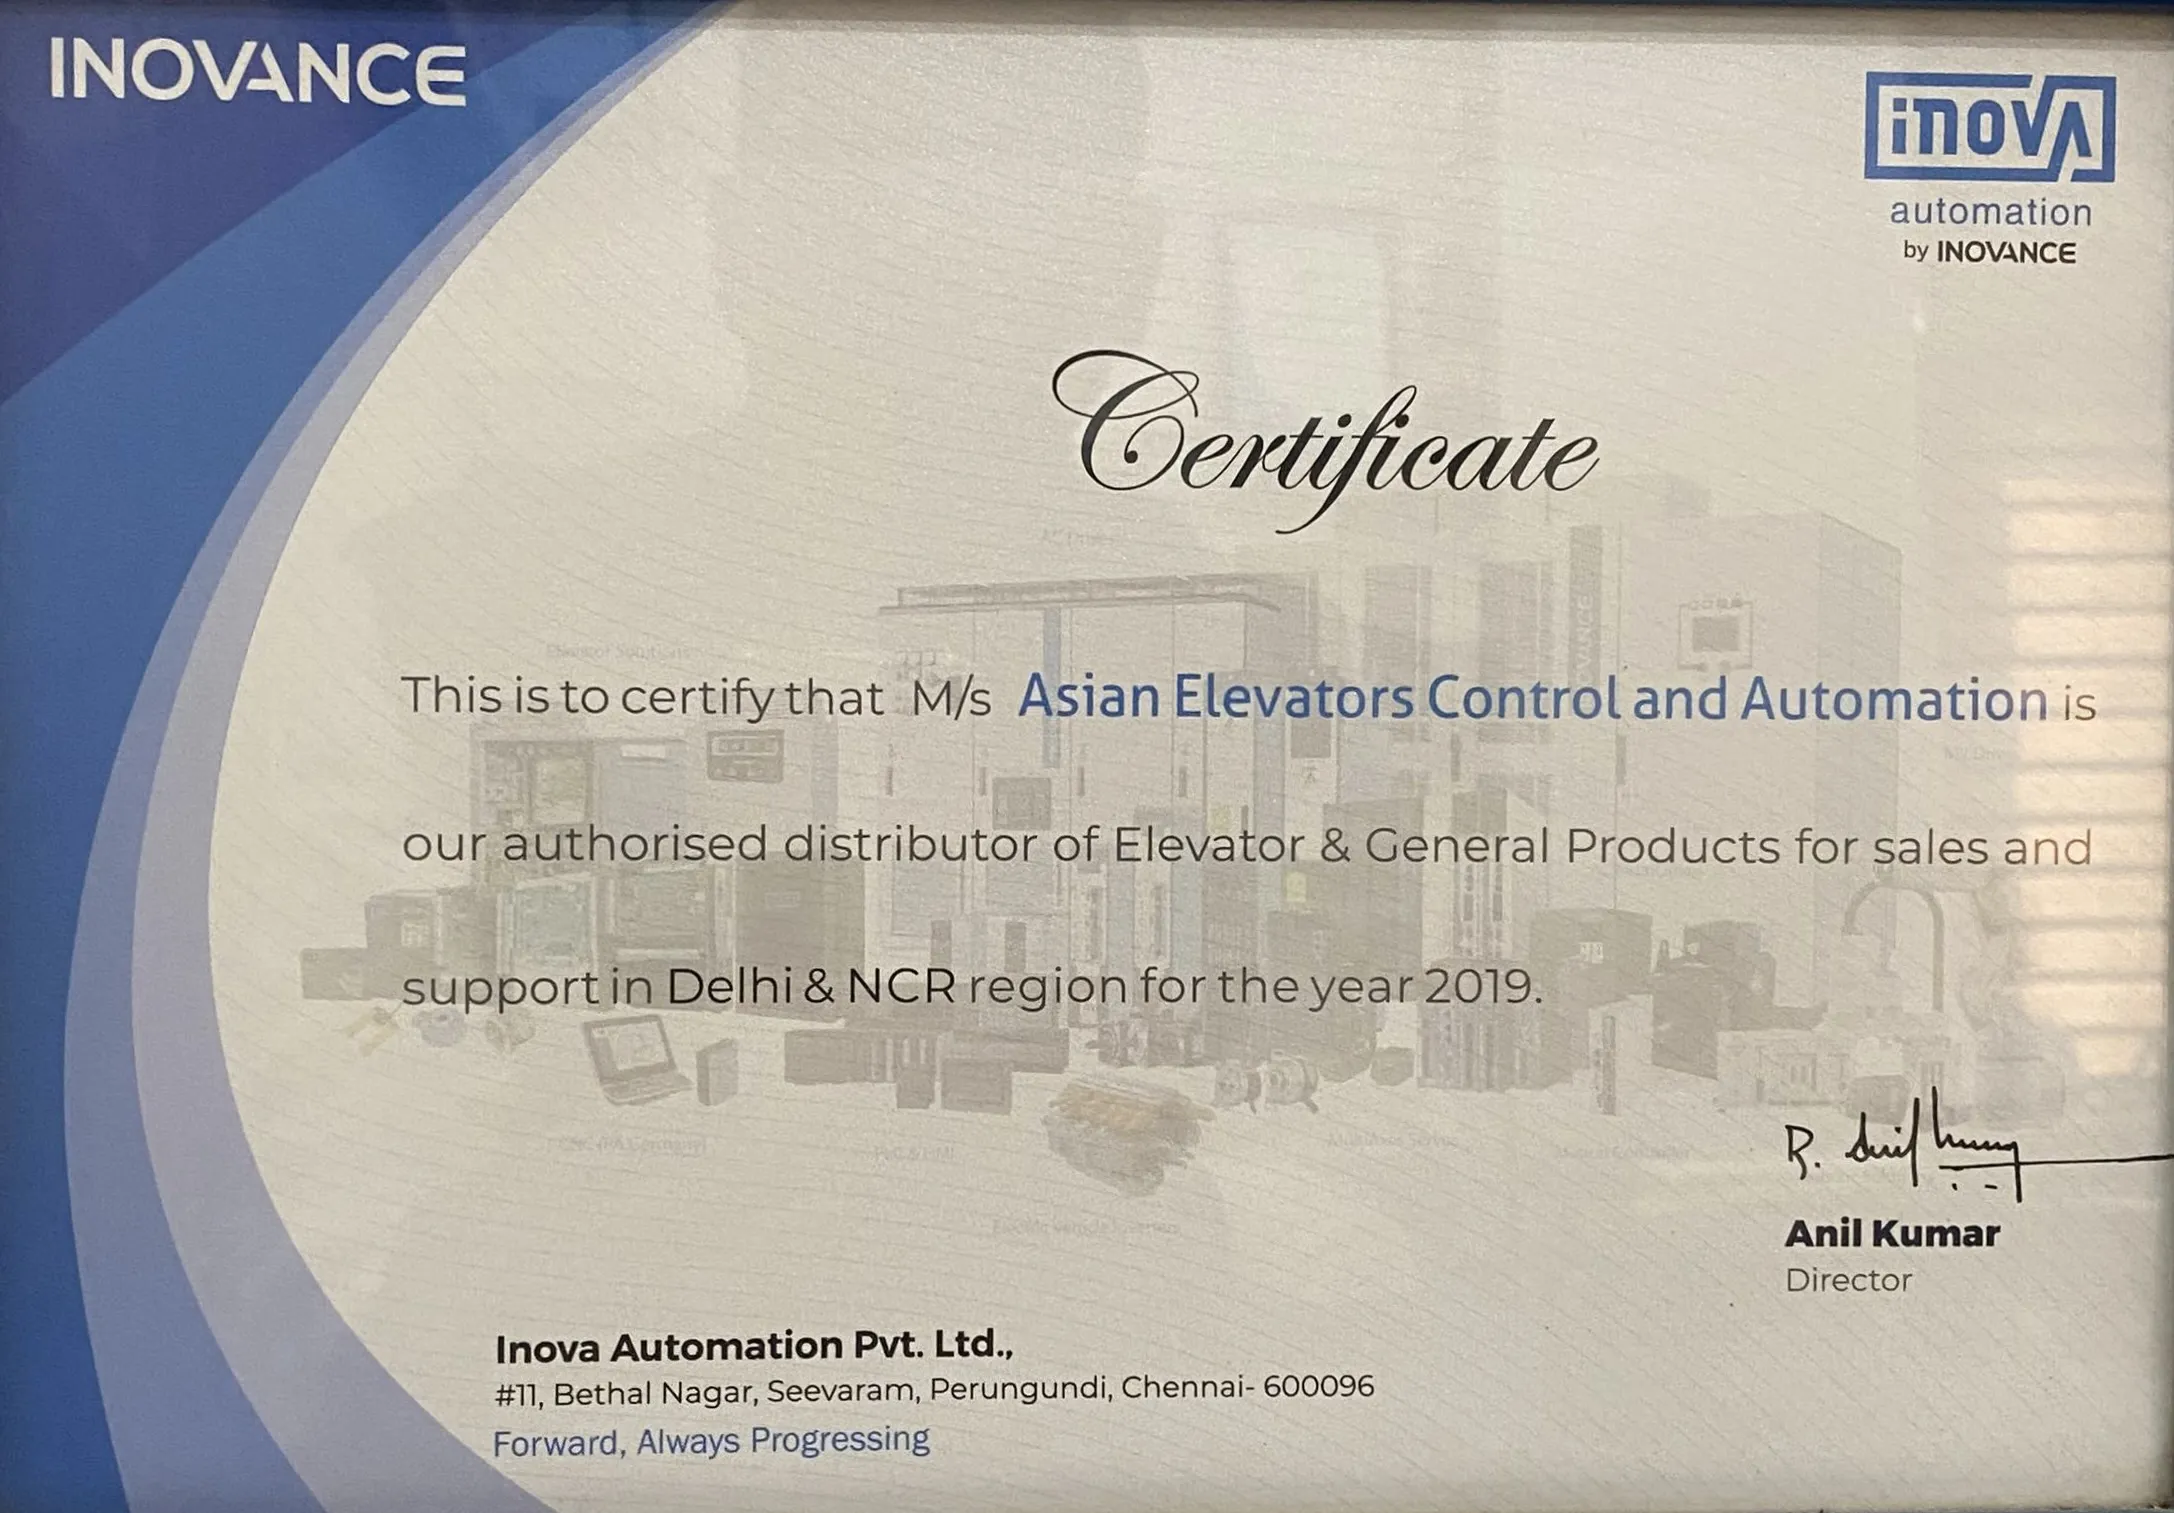 INOVANCE
inovA
automation
by INOVANCE
Certificate
This is to certify that M/s Asian Elevators Control and Automation is
our authorised distributor of Elevator & General Products for sales and
support in Delhi & NCR region for the year 2019.
R. Anil Kumar
Anil Kumar
Director
Inova Automation Pvt. Ltd.,
#11, Bethal Nagar, Seevaram, Perungundi, Chennai- 600096
Forward, Always Progressing